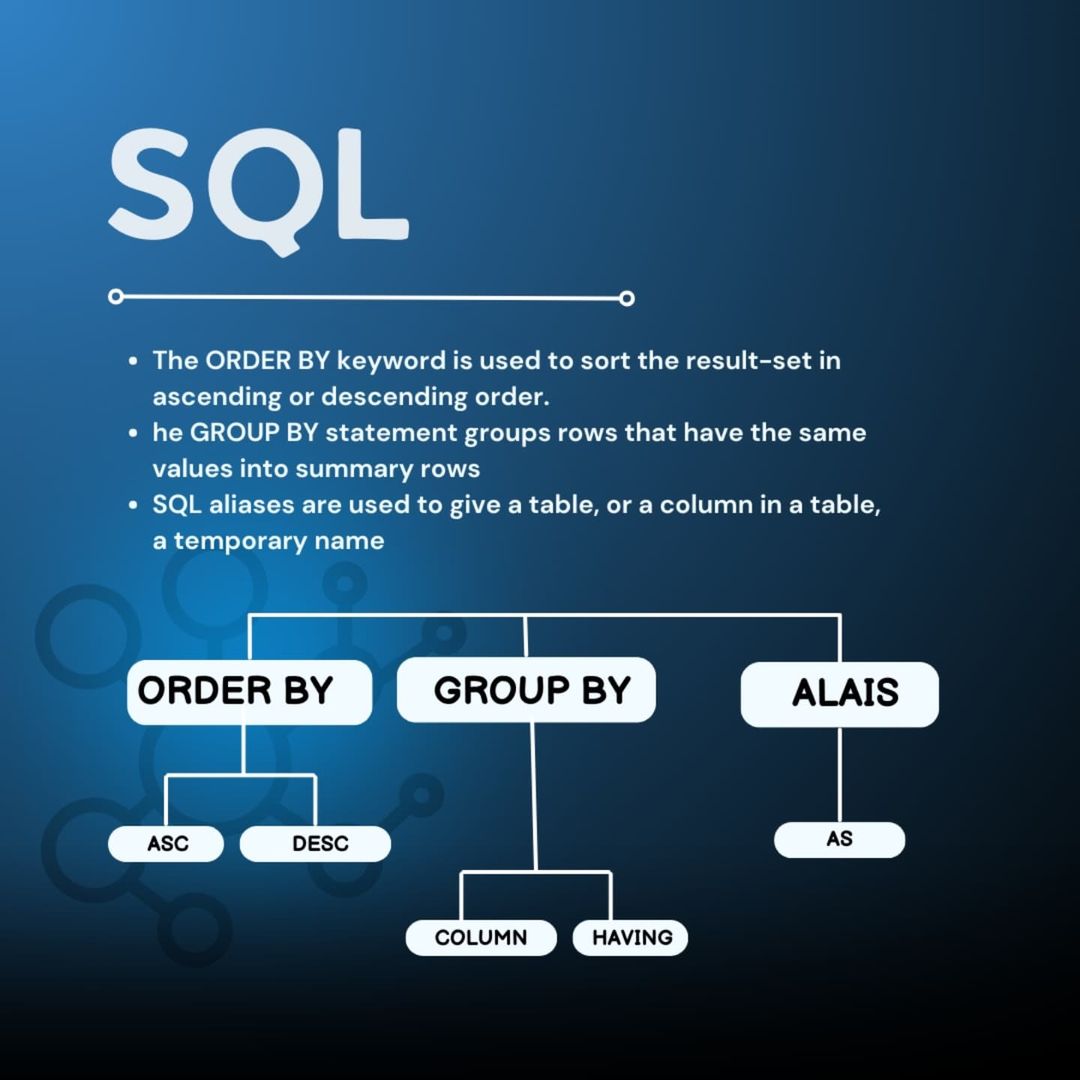 SQL
• The ORDER BY keyword is used to sort the result-set in
ascending or descending order.
• he GROUP BY statement groups rows that have the same
values into summary rows
• SQL aliases are used to give a table, or a column in a table,
a temporary name
ORDER BY
GROUP BY
ALAIS
ASC
DESC
AS
COLUMN
HAVING